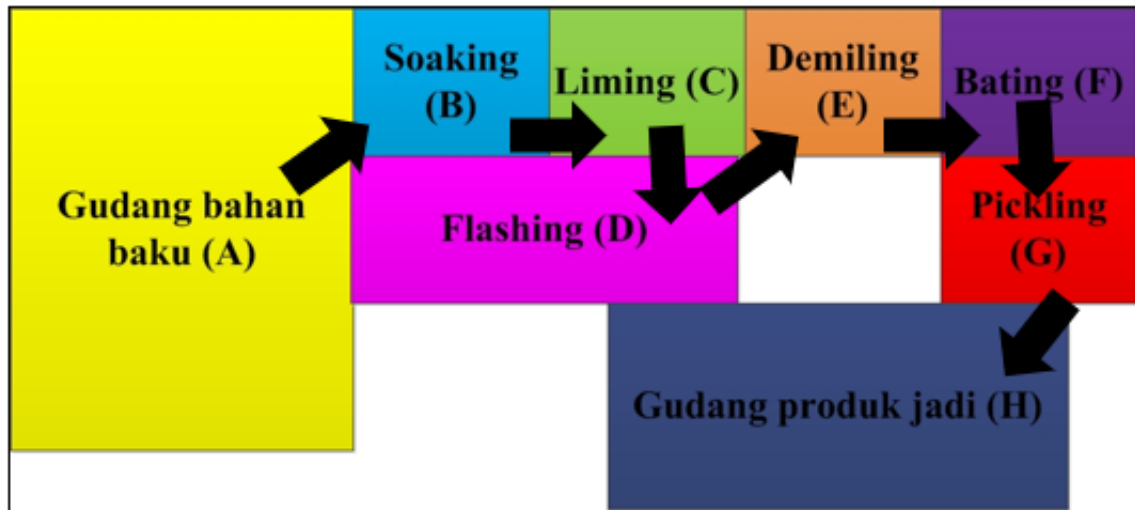 Soaking
(B)
Liming (C)
Demiling
(E)
Bating (F)
Gudang bahan
baku (A)
Flashing (D)
Pickling
(G)
Gudang produk jadi (H)